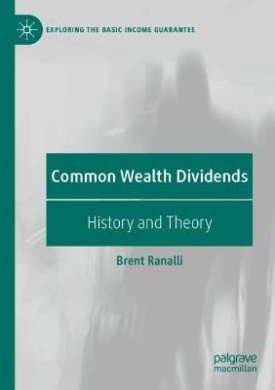 EXPLORING THE BASIC INCOME GUARANTEE
Common Wealth Dividends
History and Theory
Brent Ranalli
palgrave
macmillan